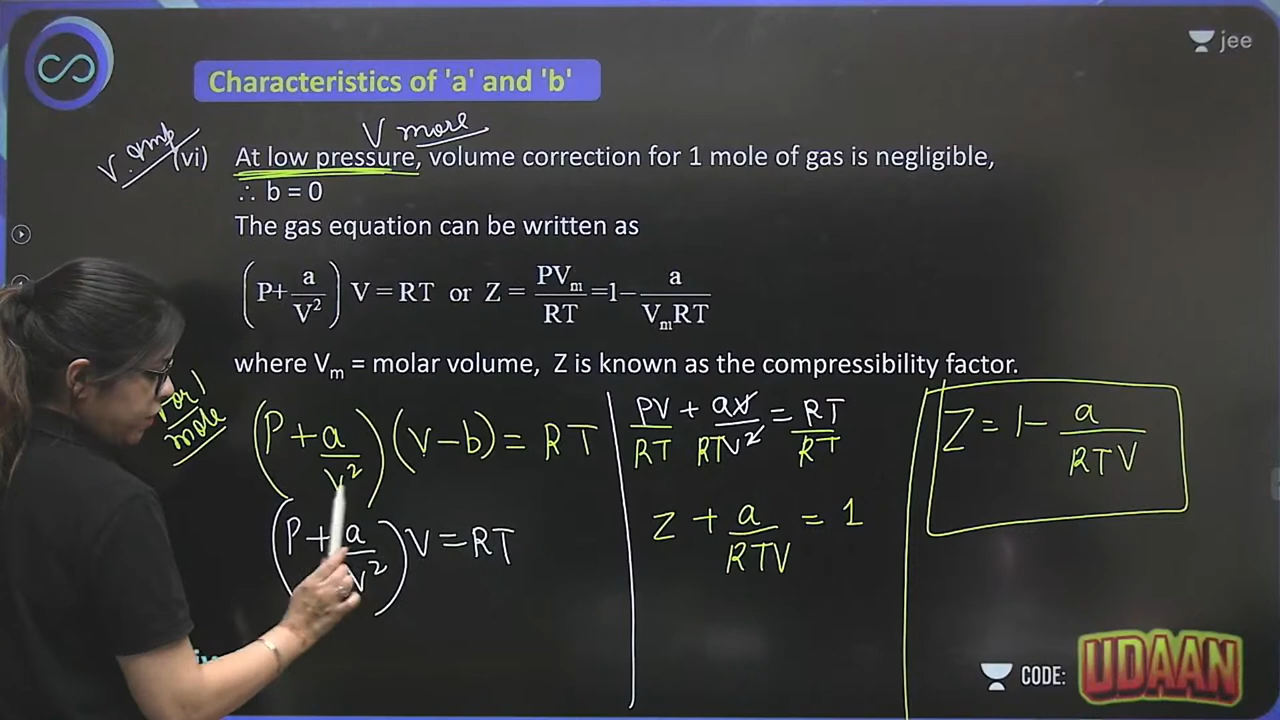 jee
Characteristics of 'a' and 'b'
V more
V. Imp
(vi) At low pressure, volume correction for 1 mole of gas is negligible,
∴ b = 0
The gas equation can be written as
(P+ a/V²) V = RT or Z = PVₘ/RT =1− a/VₘRT
where Vₘ = molar volume, Z is known as the compressibility factor.
For 1
mole
(P + a/V²) (V − b) = RT
(P + a/V²) V = RT
PV/RT + aV/RTV² = RT/RT
Z + a/RTV = 1
Z = 1 − a/RTV
CODE: UDAAN